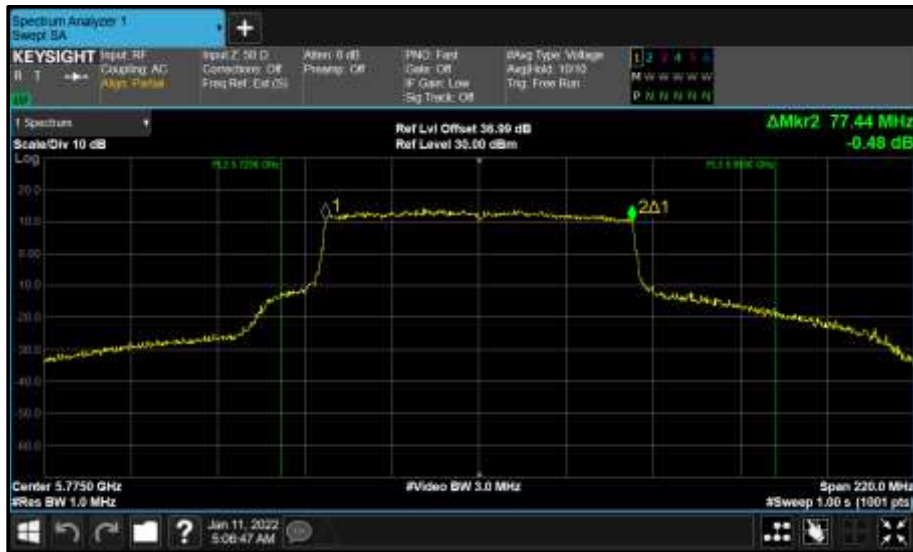 Spectrum Analyzer 1
Swept SA
+
KEYSIGHT
R T
Input: RF
Coupling: AC
Align: Partial
Input Z: 50 Ω
Corrections: Off
Freq Ref: Ext (S)
Atten: 6 dB
Preamp: Off
PNO: Fast
Gate: Off
IF Gain: Low
Sig Track: Off
#Avg Type: Voltage
Avg|Hold: 10/10
Trig: Free Run
1 2 3 4 5 6
M W W W W W
P N N N N N
1 Spectrum
Scale/Div 10 dB
Ref Lvl Offset 36.99 dB
Ref Level 30.00 dBm
ΔMkr2 77.44 MHz
-0.48 dB
Log
20.0
10.0
0.00
-10.0
-20.0
-30.0
-40.0
-50.0
-60.0
1
2Δ1
Center 5.7750 GHz
#Res BW 1.0 MHz
#Video BW 3.0 MHz
Span 220.0 MHz
#Sweep 1.00 s (1001 pts)
?
Jan 11, 2022
5:06:47 AM